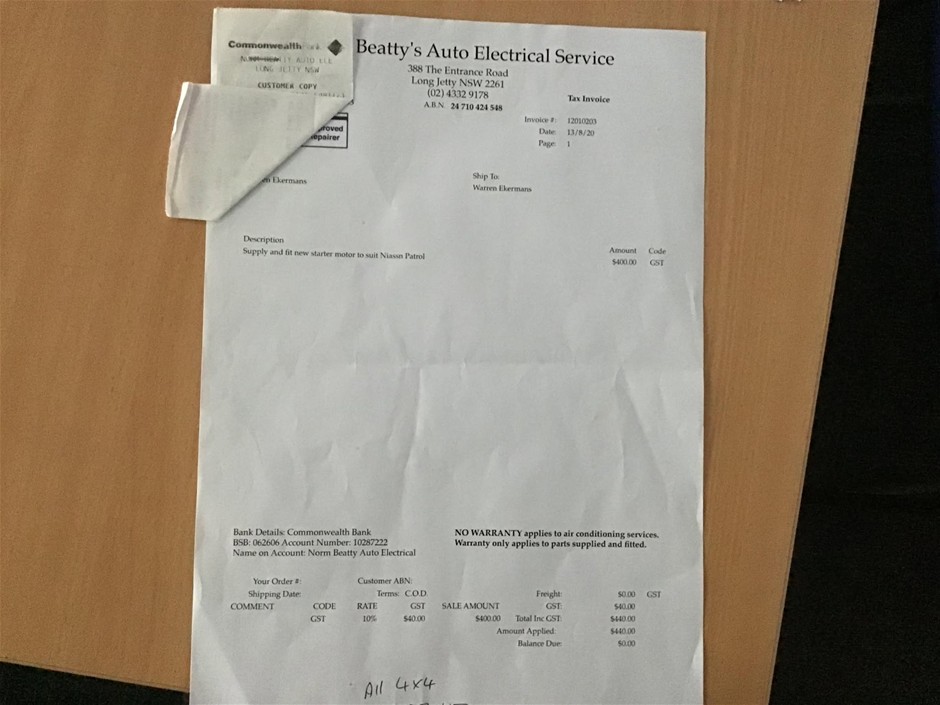 Commonwealth
LONG JETTY NSW
CUSTOMER COPY
Beatty's Auto Electrical Service
388 The Entrance Road
Long Jetty NSW 2261
(02) 4332 9178
A.B.N. 24 710 424 548
Tax Invoice
Invoice #: 12010203
Date: 13/8/20
Page: 1
roved
epairer
n Ekermans
Ship To:
Warren Ekermans
Description Amount Code
Supply and fit new starter motor to suit Niassn Patrol $400.00 GST
Bank Details: Commonwealth Bank
BSB: 062606 Account Number: 10287222
Name on Account: Norm Beatty Auto Electrical
NO WARRANTY applies to air conditioning services.
Warranty only applies to parts supplied and fitted.
Your Order #: Customer ABN:
Shipping Date: Terms: C.O.D. Freight: $0.00 GST
COMMENT CODE RATE GST SALE AMOUNT GST: $40.00
GST 10% $40.00 $400.00 Total Inc GST: $440.00
Amount Applied: $440.00
Balance Due: $0.00
All 4x4